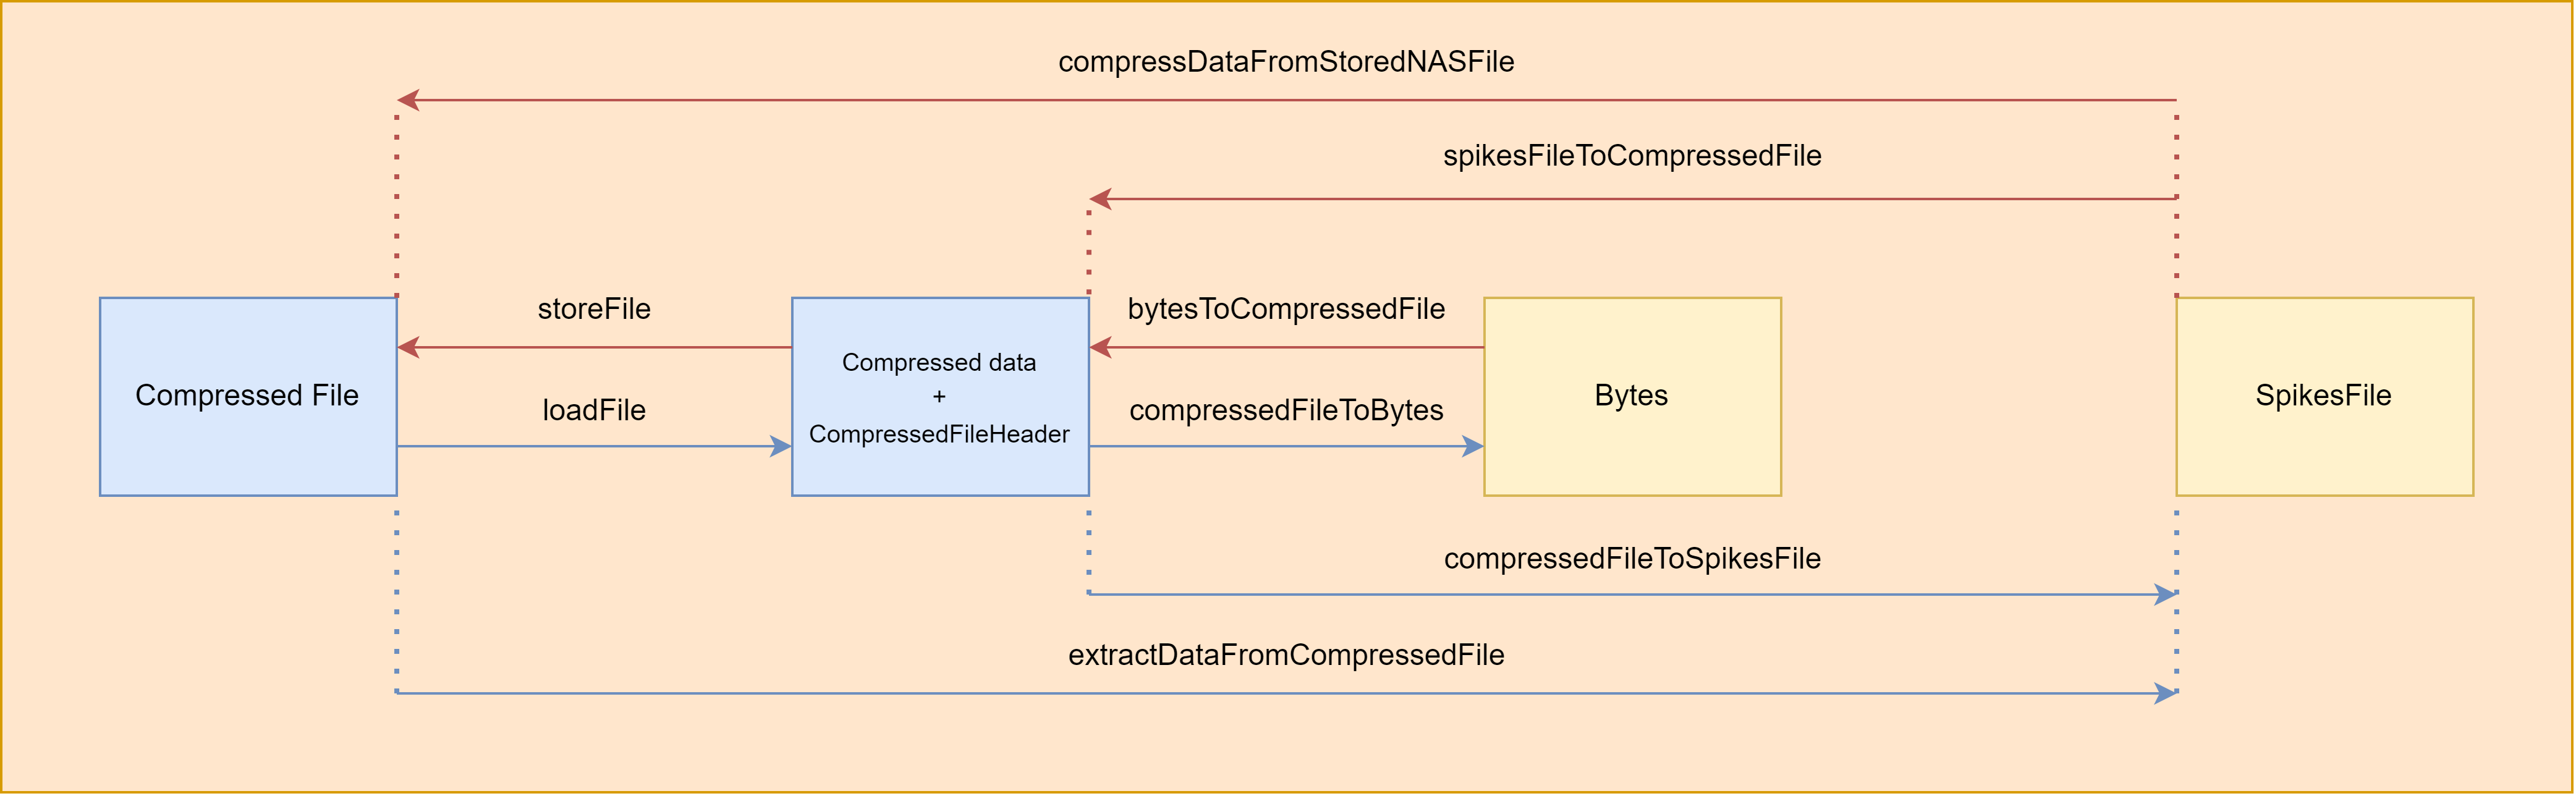 compressDataFromStoredNASFile
spikesFileToCompressedFile
storeFile
bytesToCompressedFile
Compressed File
loadFile
Compressed data
+
CompressedFileHeader
compressedFileToBytes
Bytes
SpikesFile
compressedFileToSpikesFile
extractDataFromCompressedFile